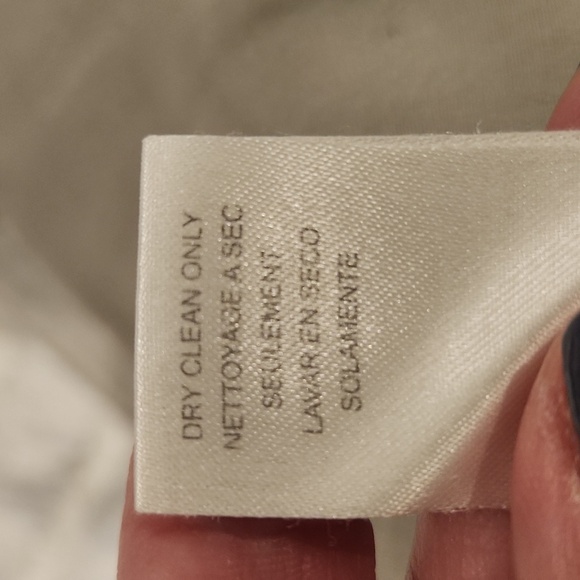 DRY CLEAN ONLY
NETTOYAGE A SEC
SEULEMENT
LAVAR EN SECO
SOLAMENTE